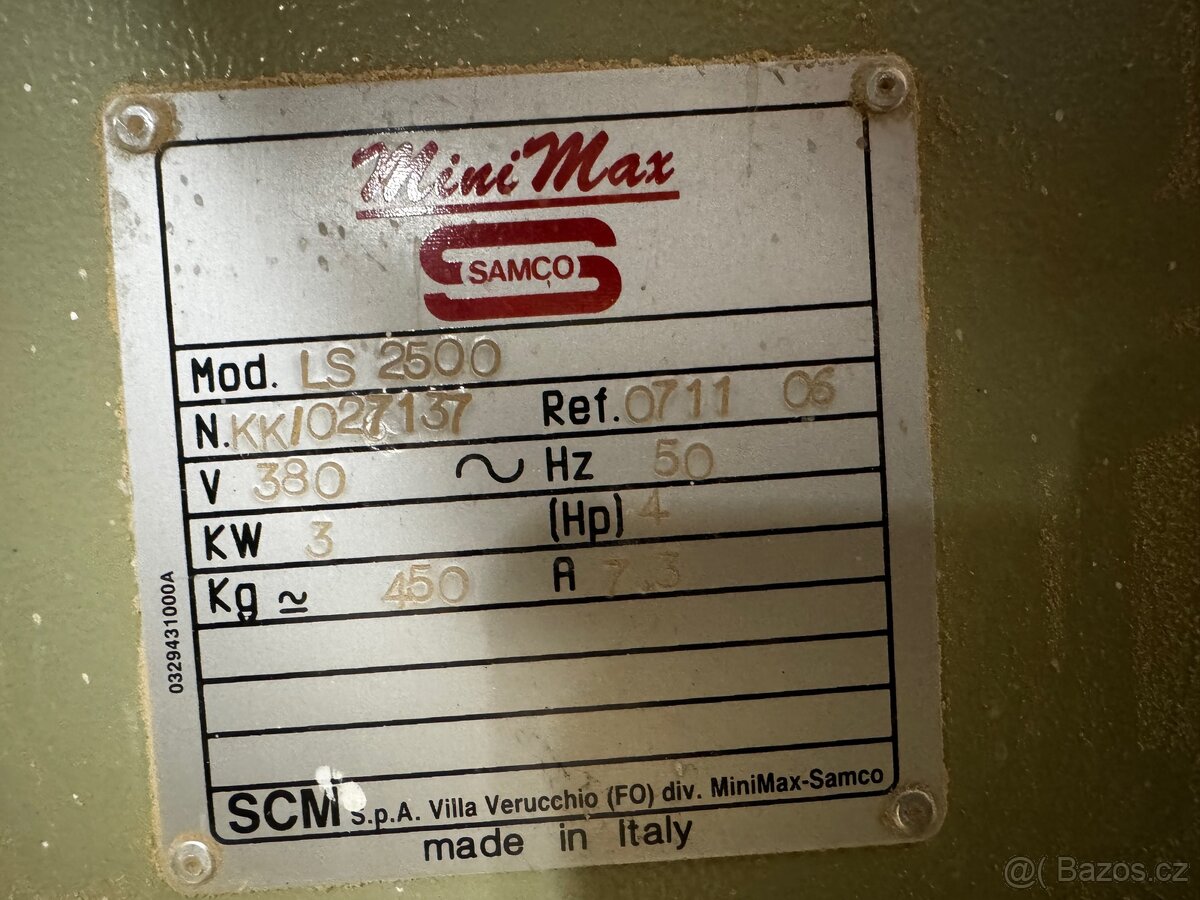 MiniMax
SAMCO
Mod. LS 2500
N. KK/027137 Ref. 0711 06
V 380 ~ Hz 50
KW 3 (Hp) 4
Kg ≃ 450 A 7.3
0329431000A
SCM S.p.A. Villa Verucchio (FO) div. MiniMax-Samco
made in Italy
@( Bazos.cz